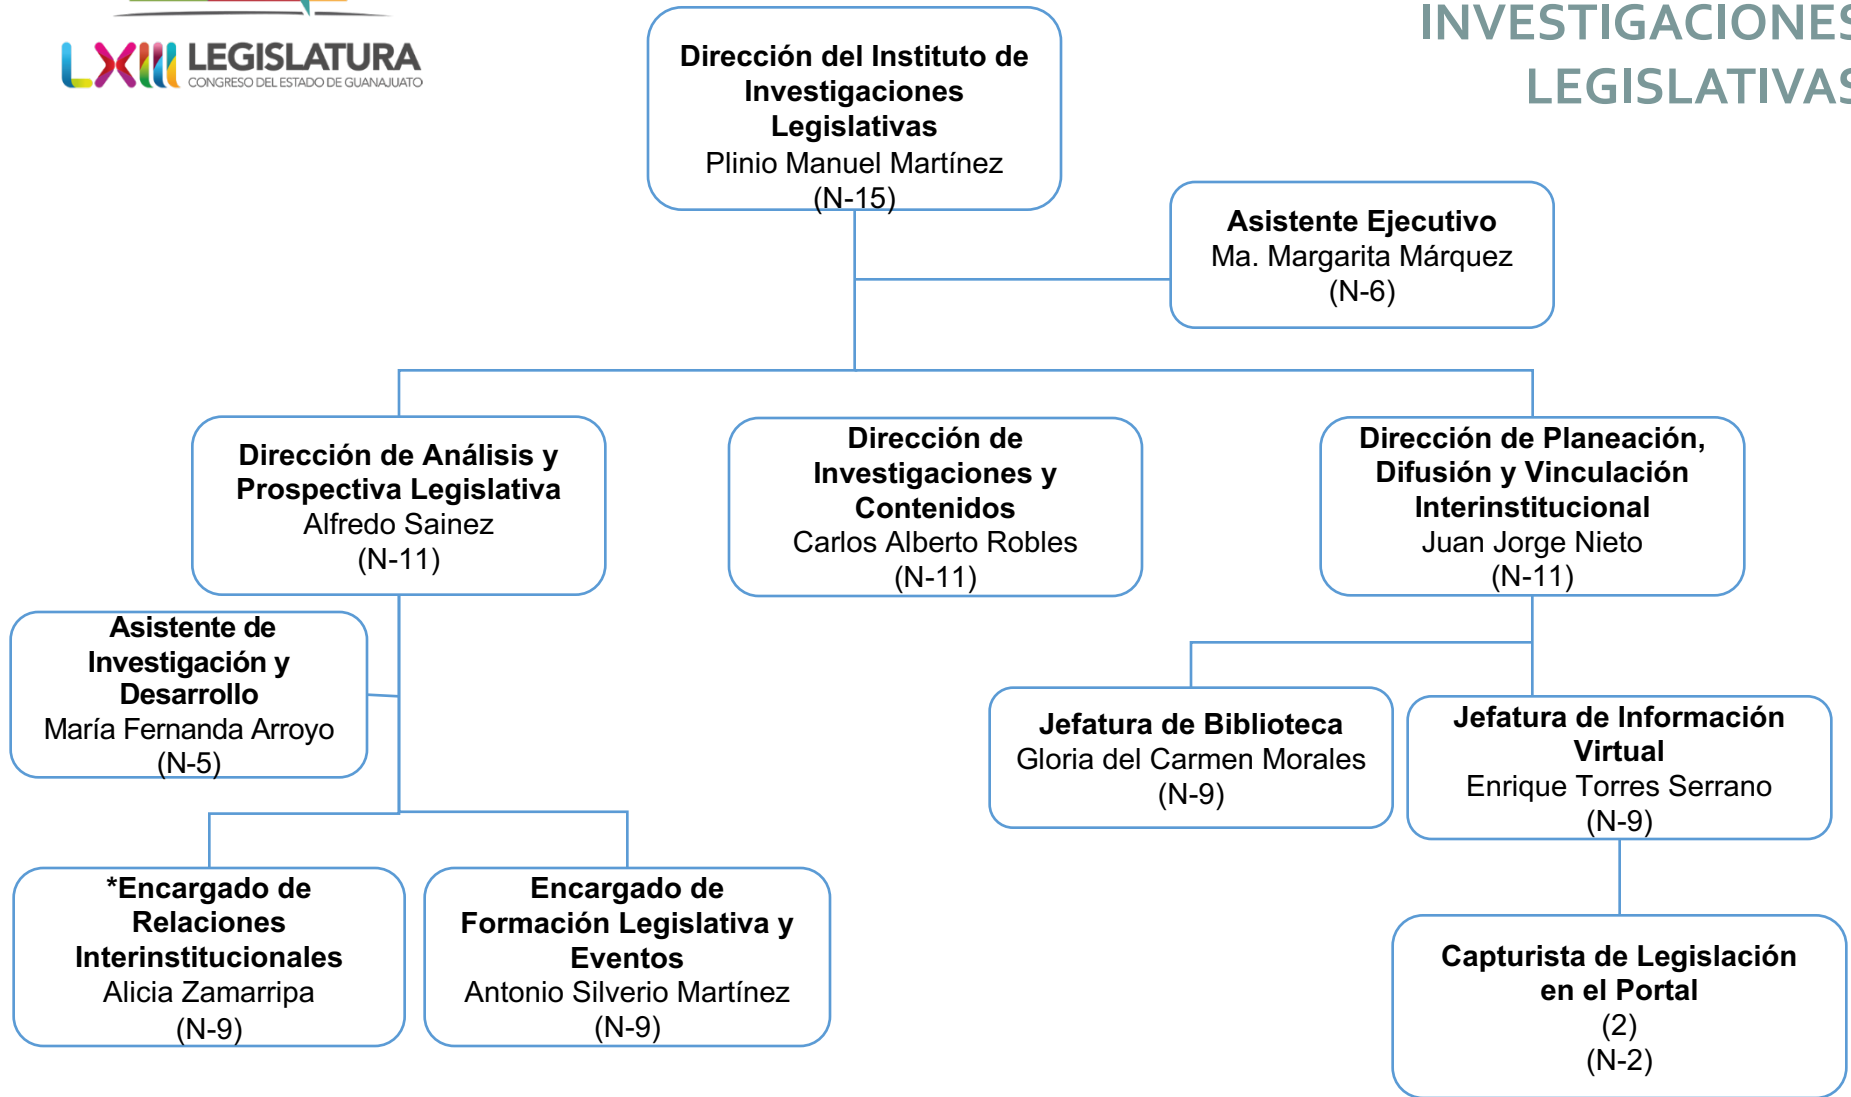 LXIII LEGISLATURA
CONGRESO DEL ESTADO DE GUANAJUATO
INVESTIGACIONES
LEGISLATIVAS
Dirección del Instituto de
Investigaciones
Legislativas
Plinio Manuel Martínez
(N-15)
Asistente Ejecutivo
Ma. Margarita Márquez
(N-6)
Dirección de Análisis y
Prospectiva Legislativa
Alfredo Sainez
(N-11)
Dirección de
Investigaciones y
Contenidos
Carlos Alberto Robles
(N-11)
Dirección de Planeación,
Difusión y Vinculación
Interinstitucional
Juan Jorge Nieto
(N-11)
Asistente de
Investigación y
Desarrollo
María Fernanda Arroyo
(N-5)
Jefatura de Biblioteca
Gloria del Carmen Morales
(N-9)
Jefatura de Información
Virtual
Enrique Torres Serrano
(N-9)
*Encargado de
Relaciones
Interinstitucionales
Alicia Zamarripa
(N-9)
Encargado de
Formación Legislativa y
Eventos
Antonio Silverio Martínez
(N-9)
Capturista de Legislación
en el Portal
(2)
(N-2)